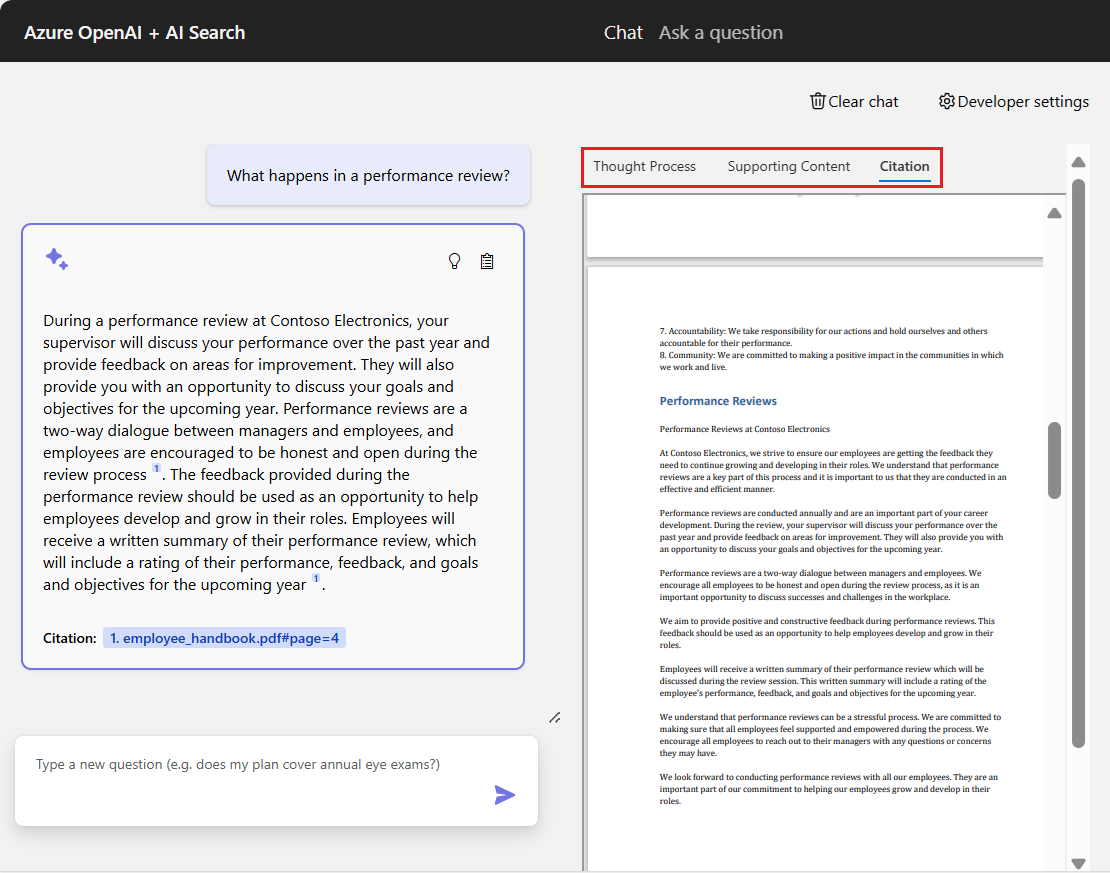 Azure OpenAI + AI Search
Chat
Ask a question
Clear chat
Developer settings
What happens in a performance review?
During a performance review at Contoso Electronics, your
supervisor will discuss your performance over the past year and
provide feedback on areas for improvement. They will also
provide you with an opportunity to discuss your goals and
objectives for the upcoming year. Performance reviews are a
two-way dialogue between managers and employees, and
employees are encouraged to be honest and open during the
review process 1. The feedback provided during the
performance review should be used as an opportunity to help
employees develop and grow in their roles. Employees will
receive a written summary of their performance review, which
will include a rating of their performance, feedback, and goals
and objectives for the upcoming year 1.
Citation: 1. employee_handbook.pdf#page=4
Type a new question (e.g. does my plan cover annual eye exams?)
Thought Process
Supporting Content
Citation
7. Accountability: We take responsibility for our actions and hold ourselves and others
accountable for their performance.
8. Community: We are committed to making a positive impact in the communities in which
we work and live.
Performance Reviews
Performance Reviews at Contoso Electronics
At Contoso Electronics, we strive to ensure our employees are getting the feedback they
need to continue growing and developing in their roles. We understand that performance
reviews are a key part of this process and it is important to us that they are conducted in an
effective and efficient manner.
Performance reviews are conducted annually and are an important part of your career
development. During the review, your supervisor will discuss your performance over the
past year and provide feedback on areas for improvement. They will also provide you with
an opportunity to discuss your goals and objectives for the upcoming year.
Performance reviews are a two-way dialogue between managers and employees. We
encourage all employees to be honest and open during the review process, as it is an
important opportunity to discuss successes and challenges in the workplace.
We aim to provide positive and constructive feedback during performance reviews. This
feedback should be used as an opportunity to help employees develop and grow in their
roles.
Employees will receive a written summary of their performance review which will be
discussed during the review session. This written summary will include a rating of the
employee's performance, feedback, and goals and objectives for the upcoming year.
We understand that performance reviews can be a stressful process. We are committed to
making sure that all employees feel supported and empowered during the process. We
encourage all employees to reach out to their managers with any questions or concerns
they may have.
We look forward to conducting performance reviews with all our employees. They are an
important part of our commitment to helping our employees grow and develop in their
roles.